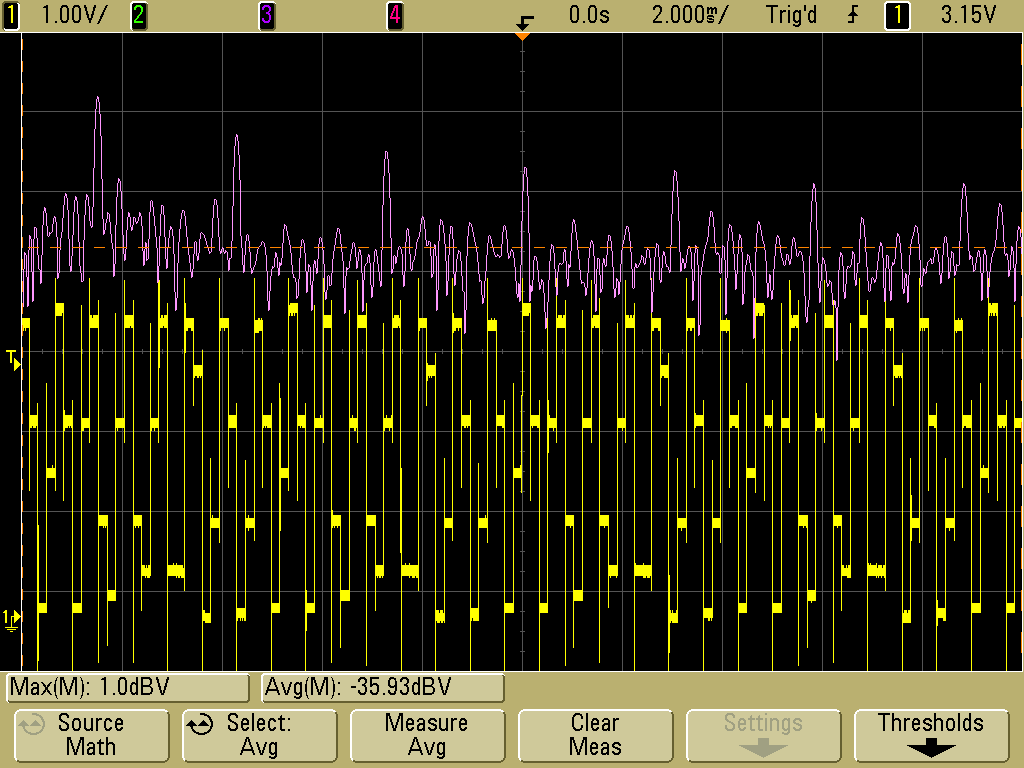 1 1.00V/ 2 3 4 0.0s 2.000ms/ Trig'd 1 3.15V
T
1
Max(M): 1.0dBV Avg(M): -35.93dBV
Source Select: Measure Clear Settings Thresholds
Math Avg Avg Meas